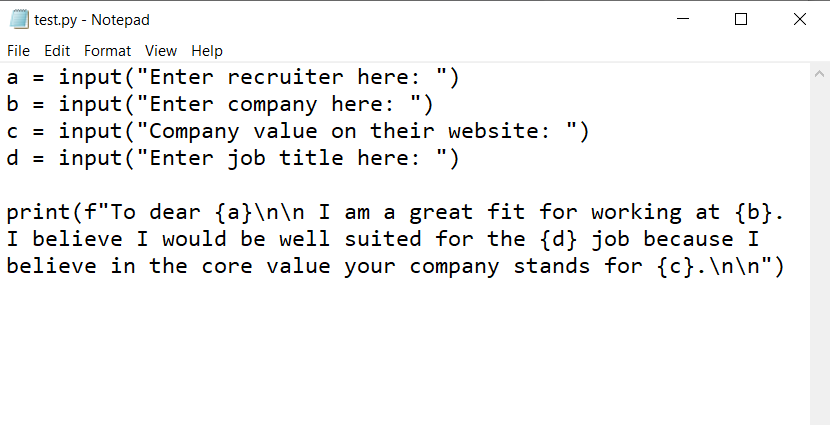 test.py - Notepad
File Edit Format View Help
a = input("Enter recruiter here: ")
b = input("Enter company here: ")
c = input("Company value on their website: ")
d = input("Enter job title here: ")
print(f"To dear {a}\n\n I am a great fit for working at {b}.
I believe I would be well suited for the {d} job because I
believe in the core value your company stands for {c}.\n\n")